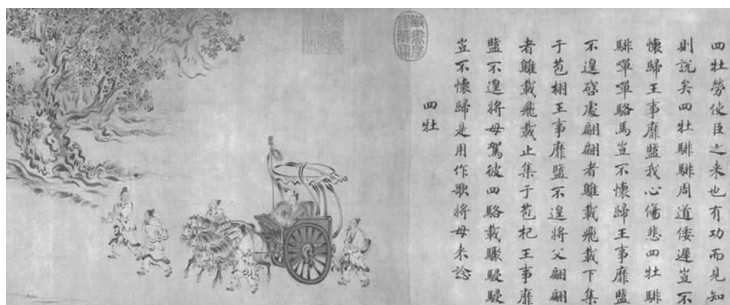 四牡勞使臣之来也有功而見知
則說矣四牡騑騑周道倭遲豈不
懷歸王事靡盬我心傷悲四牡騑
騑嘽嘽駱馬豈不懷歸王事靡盬
不遑啓處翩翩者鵻載飛載下集
于苞栩王事靡盬不遑將父翩翩
者鵻載飛載止集于苞杞王事靡
盬不遑將母駕彼四駱載驟駸駸
豈不懷歸是用作歌將母来諗
四牡